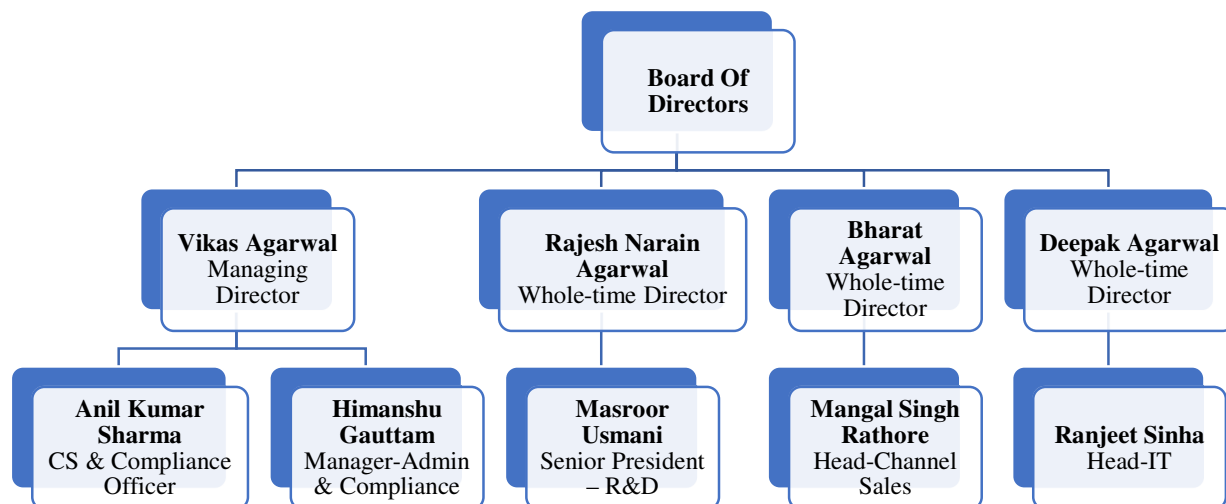 Board Of
Directors
Vikas Agarwal
Managing
Director
Rajesh Narain
Agarwal
Whole-time Director
Bharat
Agarwal
Whole-time
Director
Deepak Agarwal
Whole-time
Director
Anil Kumar
Sharma
CS & Compliance
Officer
Himanshu
Gauttam
Manager-Admin
& Compliance
Masroor
Usmani
Senior President
– R&D
Mangal Singh
Rathore
Head-Channel
Sales
Ranjeet Sinha
Head-IT